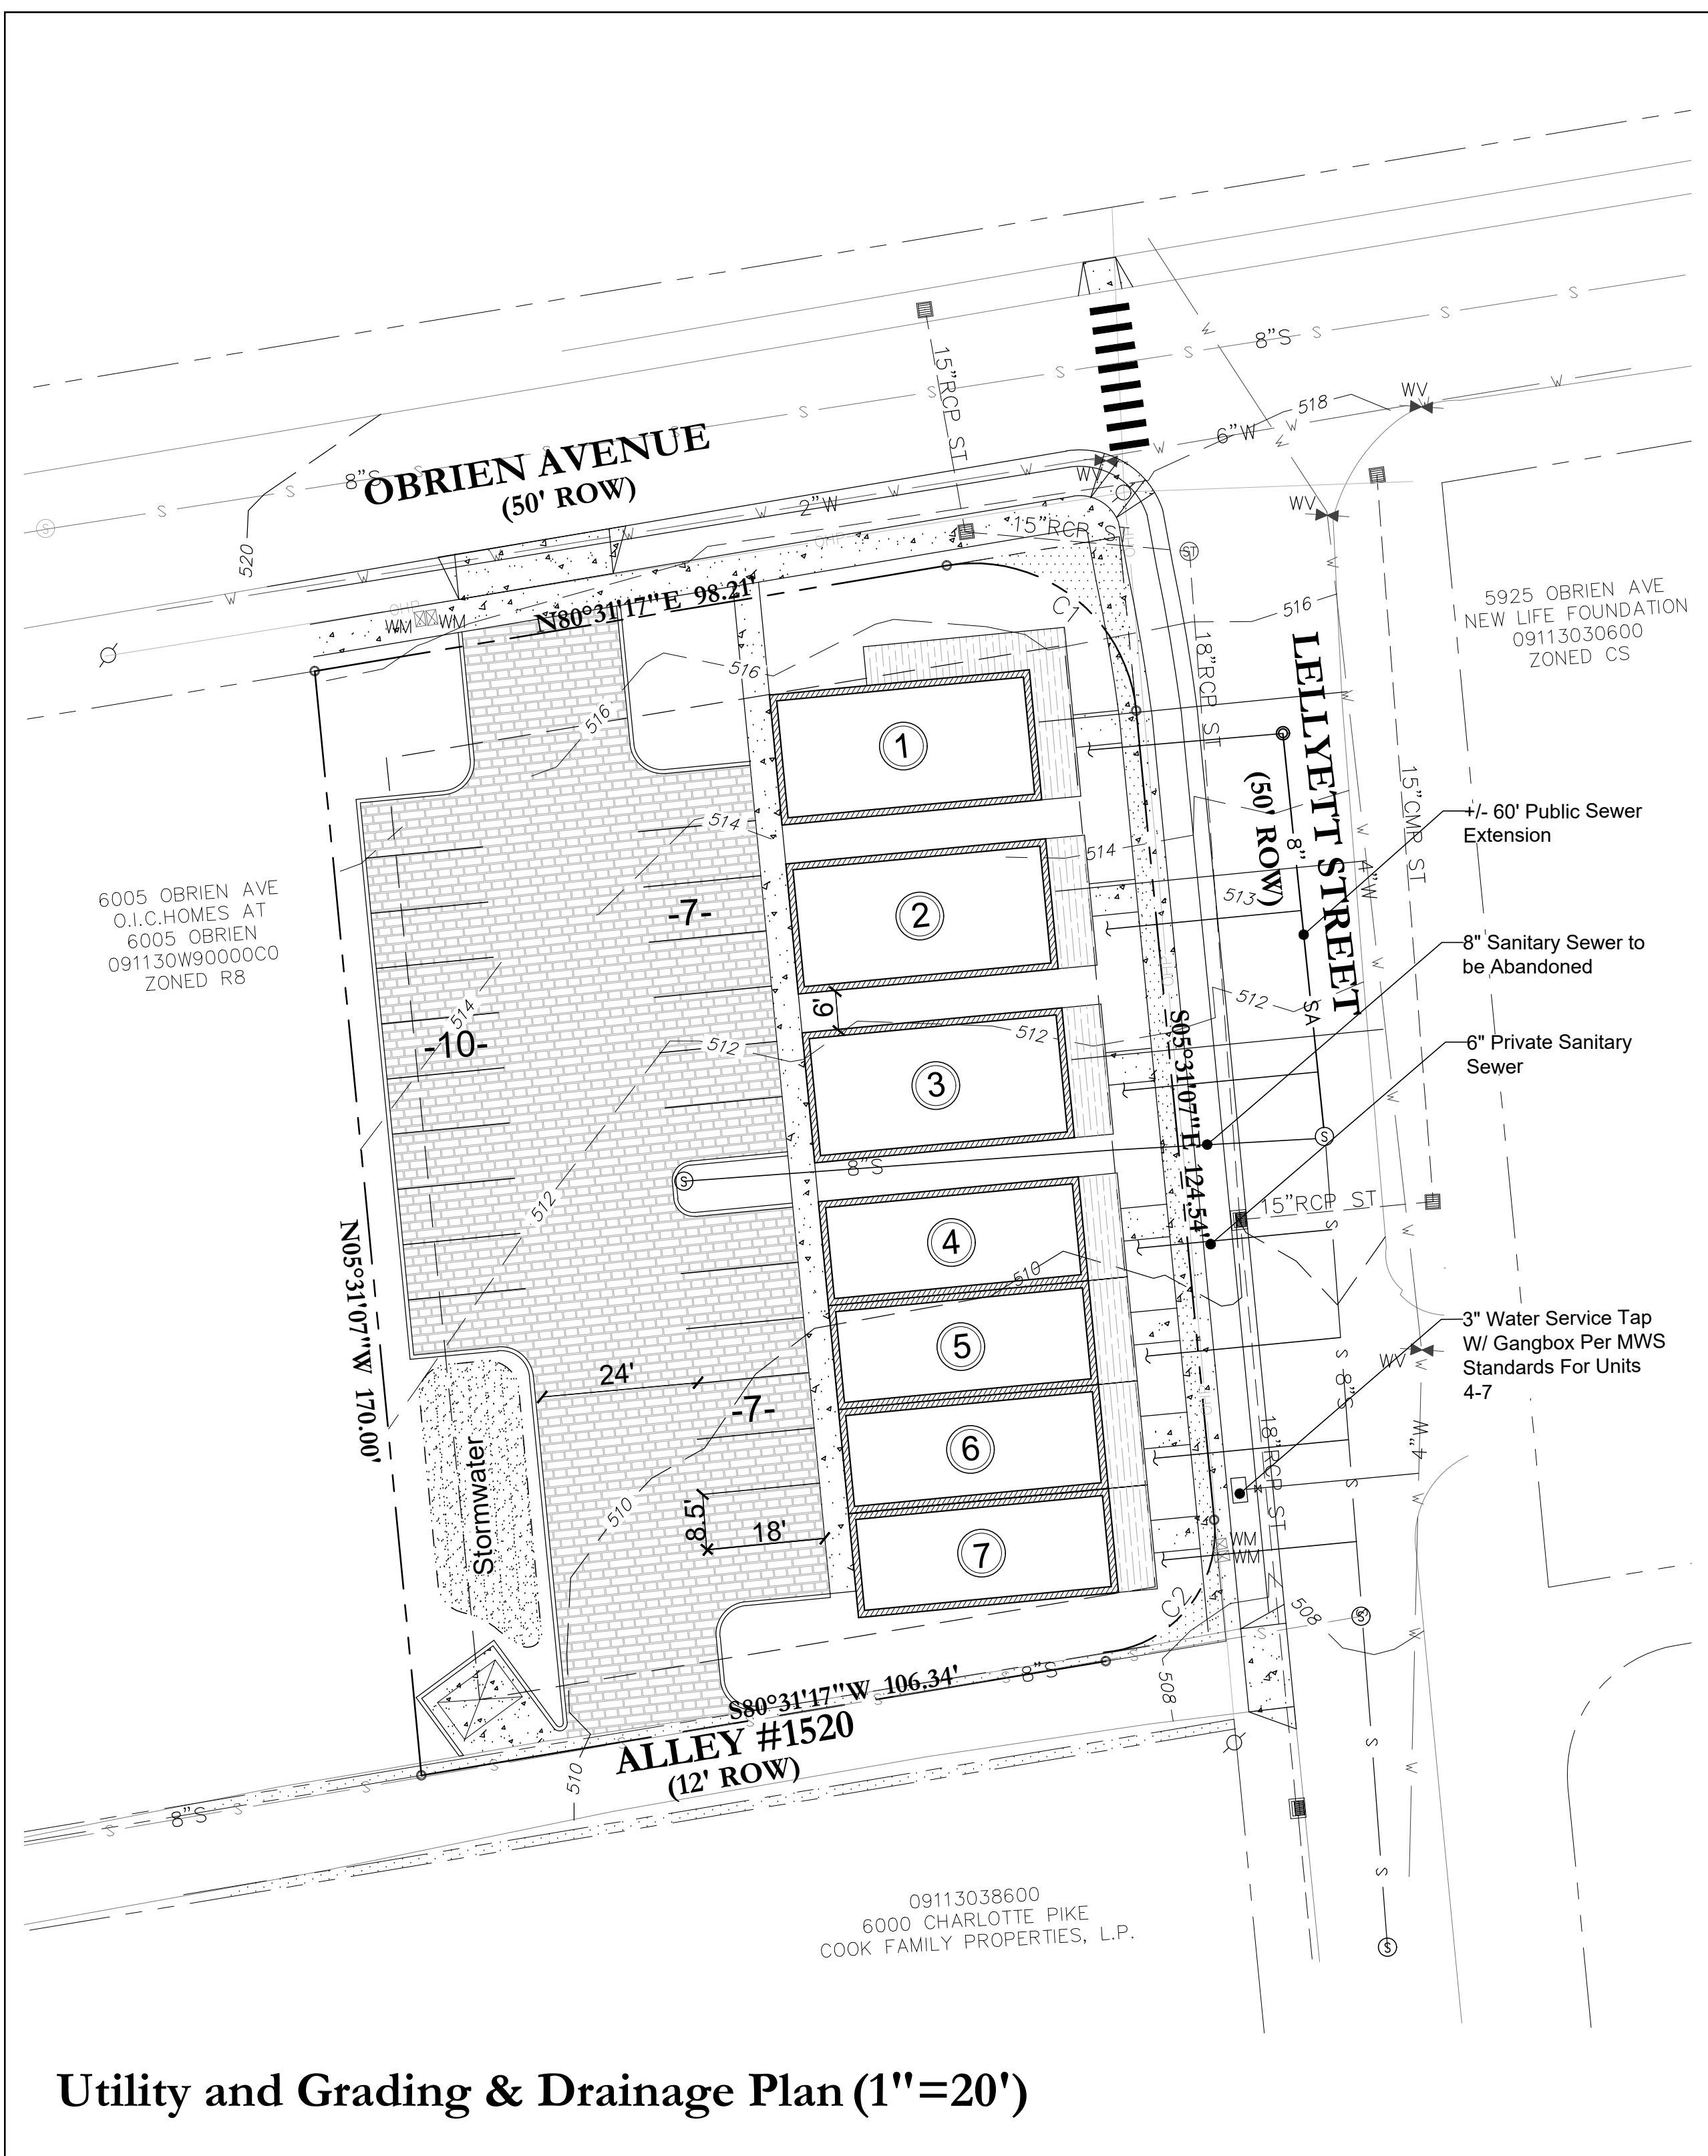 8"S
15"RCP ST
8"S
518
WV
6"W
W
OBRIEN AVENUE
(50' ROW)
WV
2"W
WV
520
15"RCP ST
ST
OHP
WM
WM
N80°31'17"E 98.21'
C1
516
5925 OBRIEN AVE
NEW LIFE FOUNDATION
09113030600
ZONED CS
18"RCP ST
LELLYETT STREET
(50' ROW)
516
516
1
15"CMP ST
8"
+/- 60' Public Sewer
Extension
514
514
4"W
513
6005 OBRIEN AVE
O.I.C.HOMES AT
6005 OBRIEN
091130W90000C0
ZONED R8
-7-
2
8" Sanitary Sewer to
be Abandoned
6'
512
SA
514
-10-
512
512
3
S05°31'07"E 124.54'
6" Private Sanitary
Sewer
8"S
S
S
512
15"RCP ST
4
510
N05°31'07"W 170.00'
5
3" Water Service Tap
W/ Gangbox Per MWS
Standards For Units
4-7
WV
24'
8"S
-7-
6
4"W
18"RCP ST
510
Stormwater
8.5'
18'
7
WM
WM
C2
508
S
8"S
508
S80°31'17"W 106.34'
ALLEY #1520
(12' ROW)
510
8"S
09113038600
6000 CHARLOTTE PIKE
COOK FAMILY PROPERTIES, L.P.
S
Utility and Grading & Drainage Plan (1"=20')